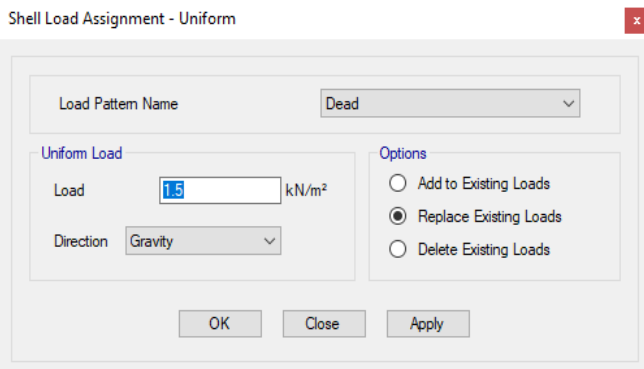 Shell Load Assignment - Uniform
x
Load Pattern Name
Dead
Uniform Load
Load
1.5
kN/m²
Direction
Gravity
Options
Add to Existing Loads
Replace Existing Loads
Delete Existing Loads
OK
Close
Apply